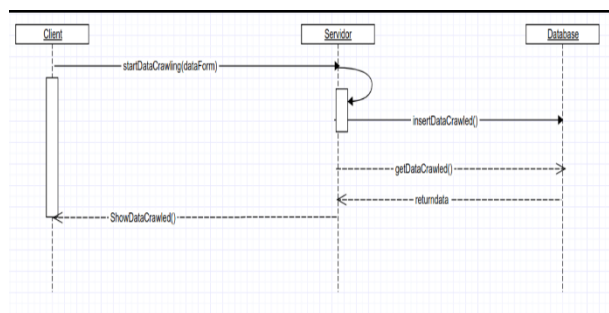 Client
Servidor
Database
startDataCrawling(dataForm)
insertDataCrawled()
getDataCrawled()
returndata
ShowDataCrawled()